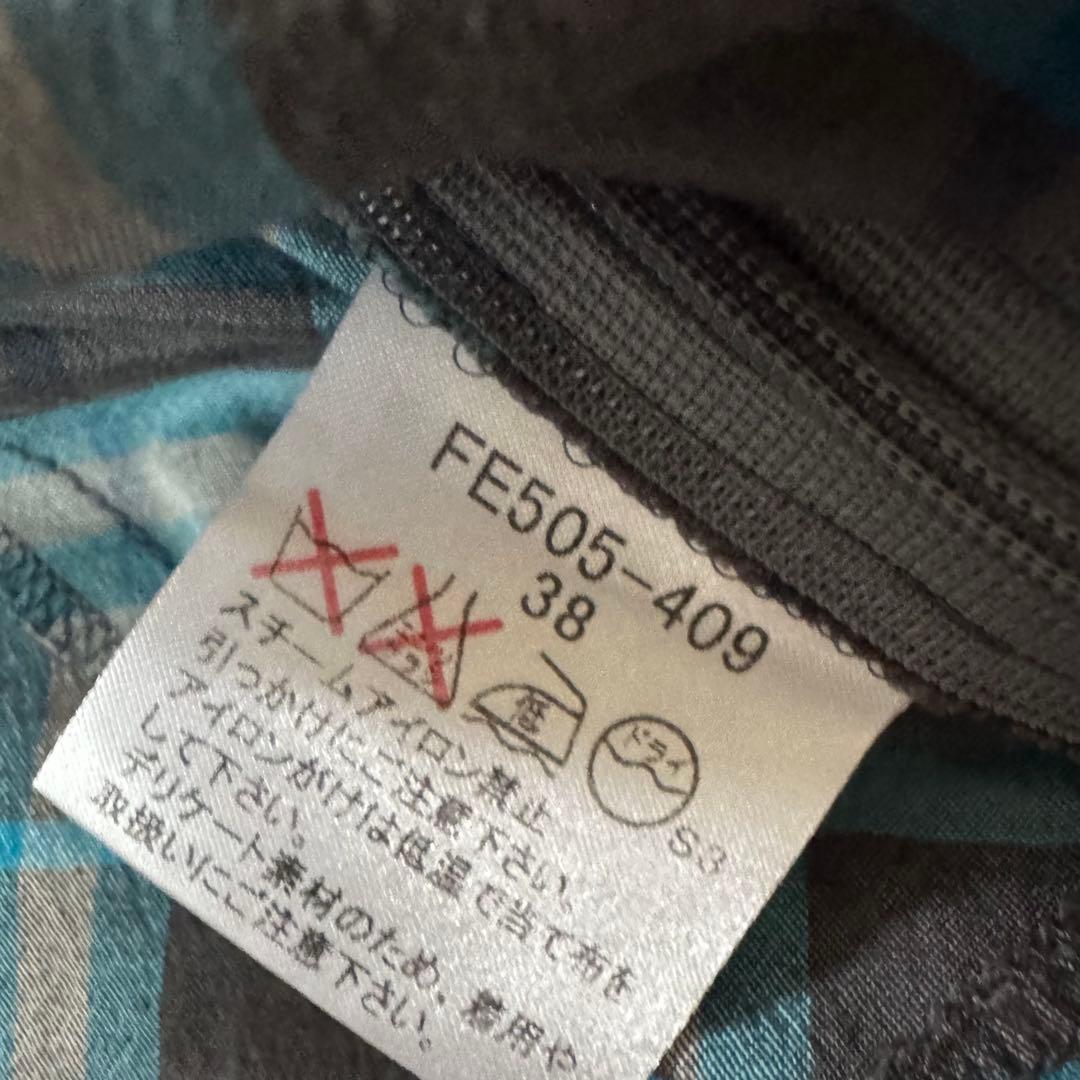 FE505-409
38
低
ドライ
S3
スチームアイロン禁止
引っかけにご注意下さい。
アイロンがけは低温で当て布を
して下さい。
デリケート素材のため、着用や
取扱いにご注意下さい。